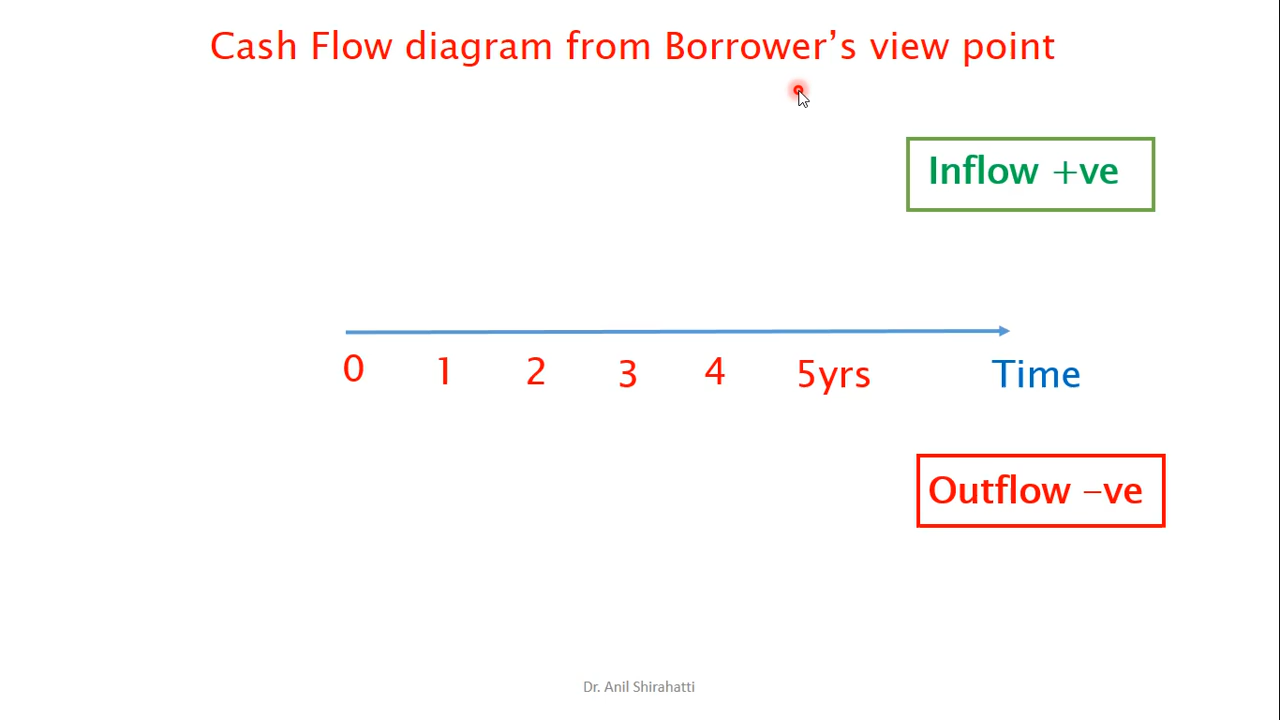 Cash Flow diagram from Borrower’s view point
Inflow +ve
0 1 2 3 4 5yrs Time
Outflow –ve
Dr. Anil Shirahatti